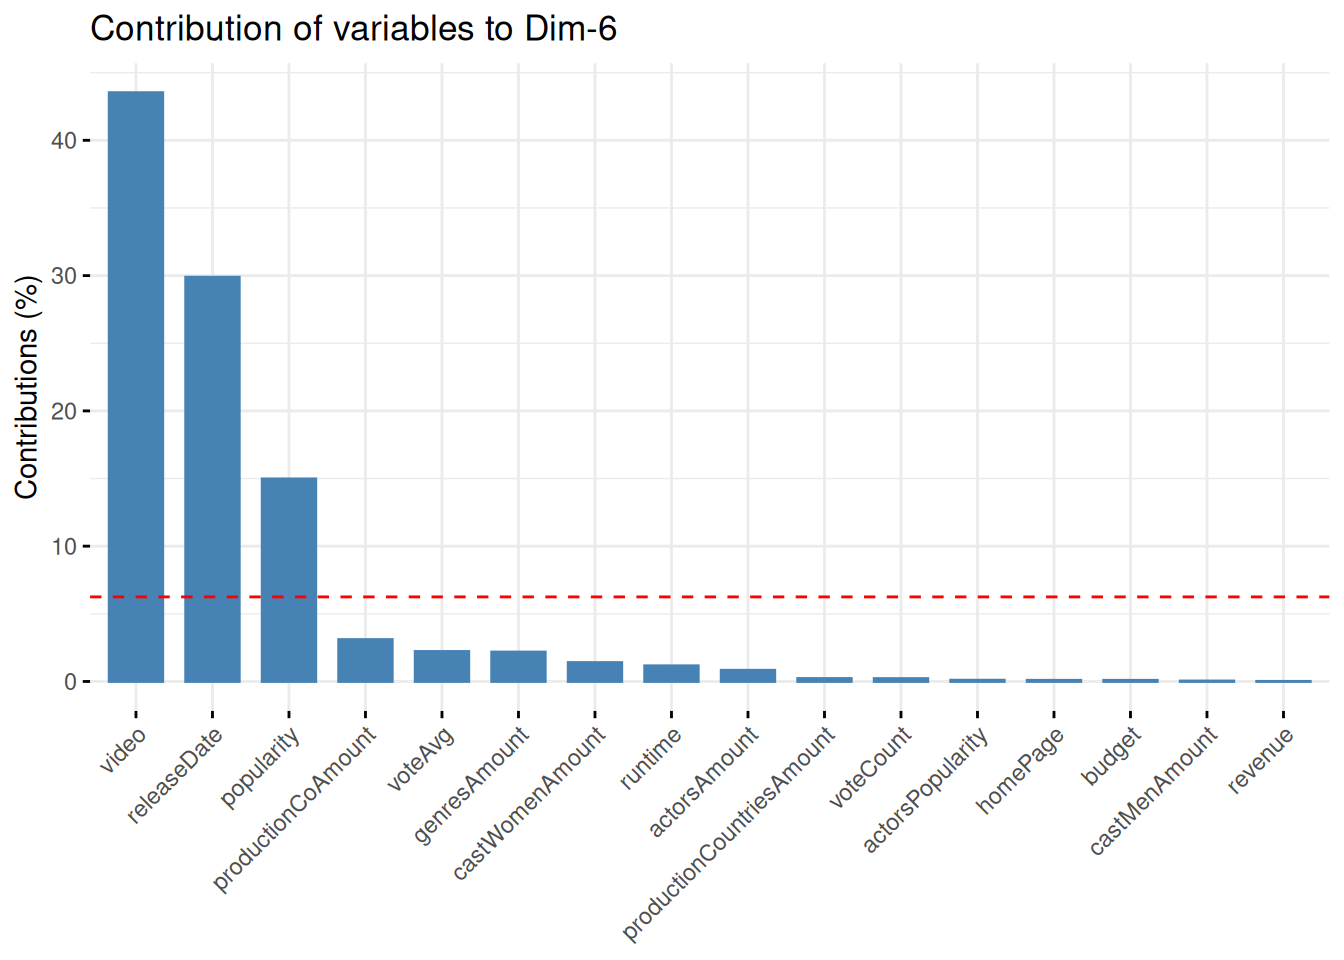 Contribution of variables to Dim-6
Contributions (%)
40
30
20
10
0
video
releaseDate
popularity
productionCoAmount
voteAvg
genresAmount
castWomenAmount
runtime
actorsAmount
productionCountriesAmount
voteCount
actorsPopularity
homePage
budget
castMenAmount
revenue